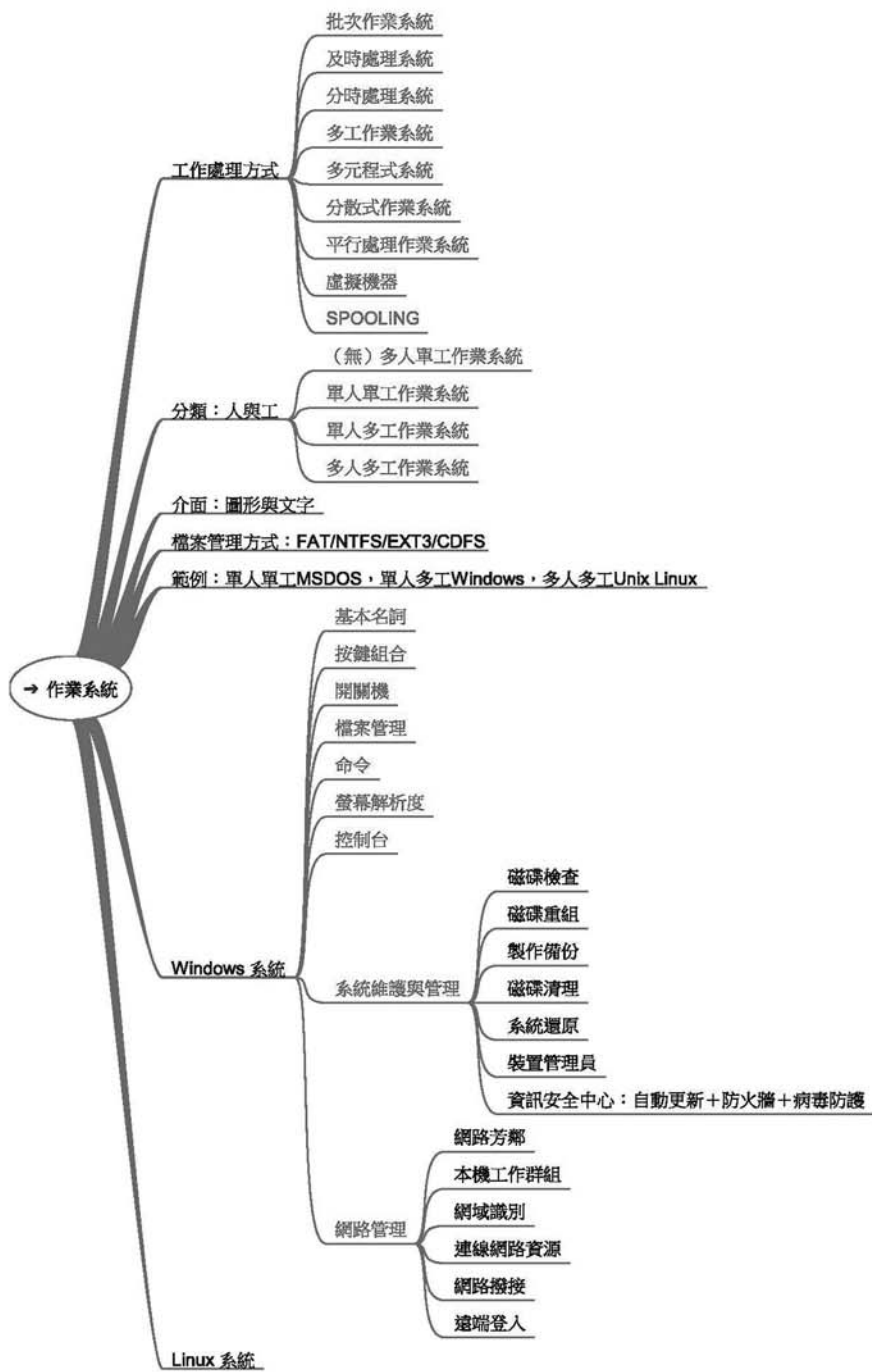 批次作業系統
及時處理系統
分時處理系統
多工作業系統
工作處理方式
多元程式系統
分散式作業系統
平行處理作業系統
虛擬機器
SPOOLING
（無）多人單工作業系統
分類：人與工
單人單工作業系統
單人多工作業系統
多人多工作業系統
介面：圖形與文字
檔案管理方式：FAT/NTFS/EXT3/CDFS
範例：單人單工MSDOS，單人多工Windows，多人多工Unix Linux
→ 作業系統
基本名詞
按鍵組合
開關機
檔案管理
命令
螢幕解析度
控制台
Windows 系統
系統維護與管理
磁碟檢查
磁碟重組
製作備份
磁碟清理
系統還原
裝置管理員
資訊安全中心：自動更新＋防火牆＋病毒防護
網路管理
網路芳鄰
本機工作群組
網域識別
連線網路資源
網路撥接
遠端登入
Linux 系統